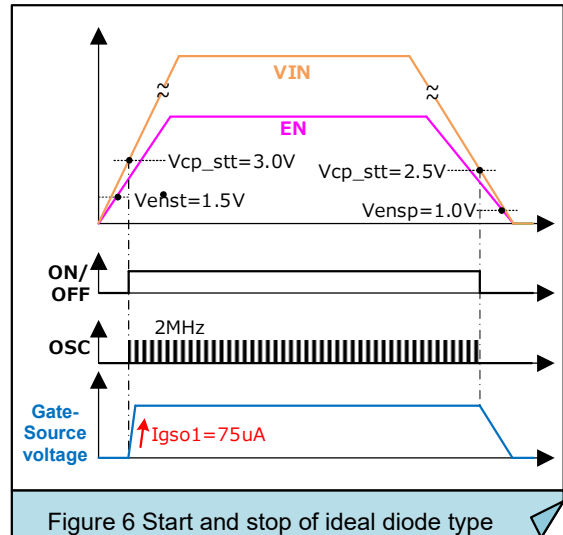 VIN
EN
Vcp_stt=3.0V
Vcp_stt=2.5V
Venst=1.5V
Vensp=1.0V
ON/
OFF
2MHz
OSC
Gate-
Source
voltage
Igso1=75uA
Figure 6 Start and stop of ideal diode type